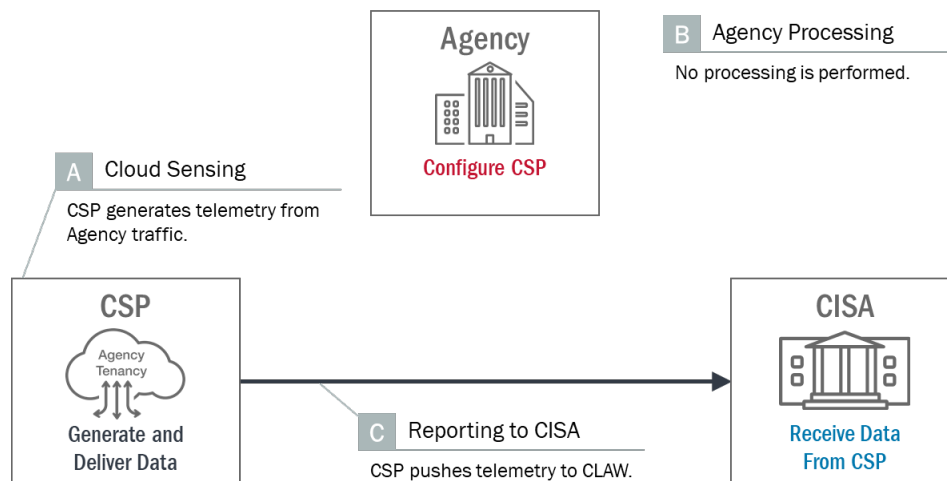 Agency
Configure CSP
B Agency Processing
No processing is performed.
A Cloud Sensing
CSP generates telemetry from
Agency traffic.
CSP
Agency
Tenancy
Generate and
Deliver Data
C Reporting to CISA
CSP pushes telemetry to CLAW.
CISA
Receive Data
From CSP